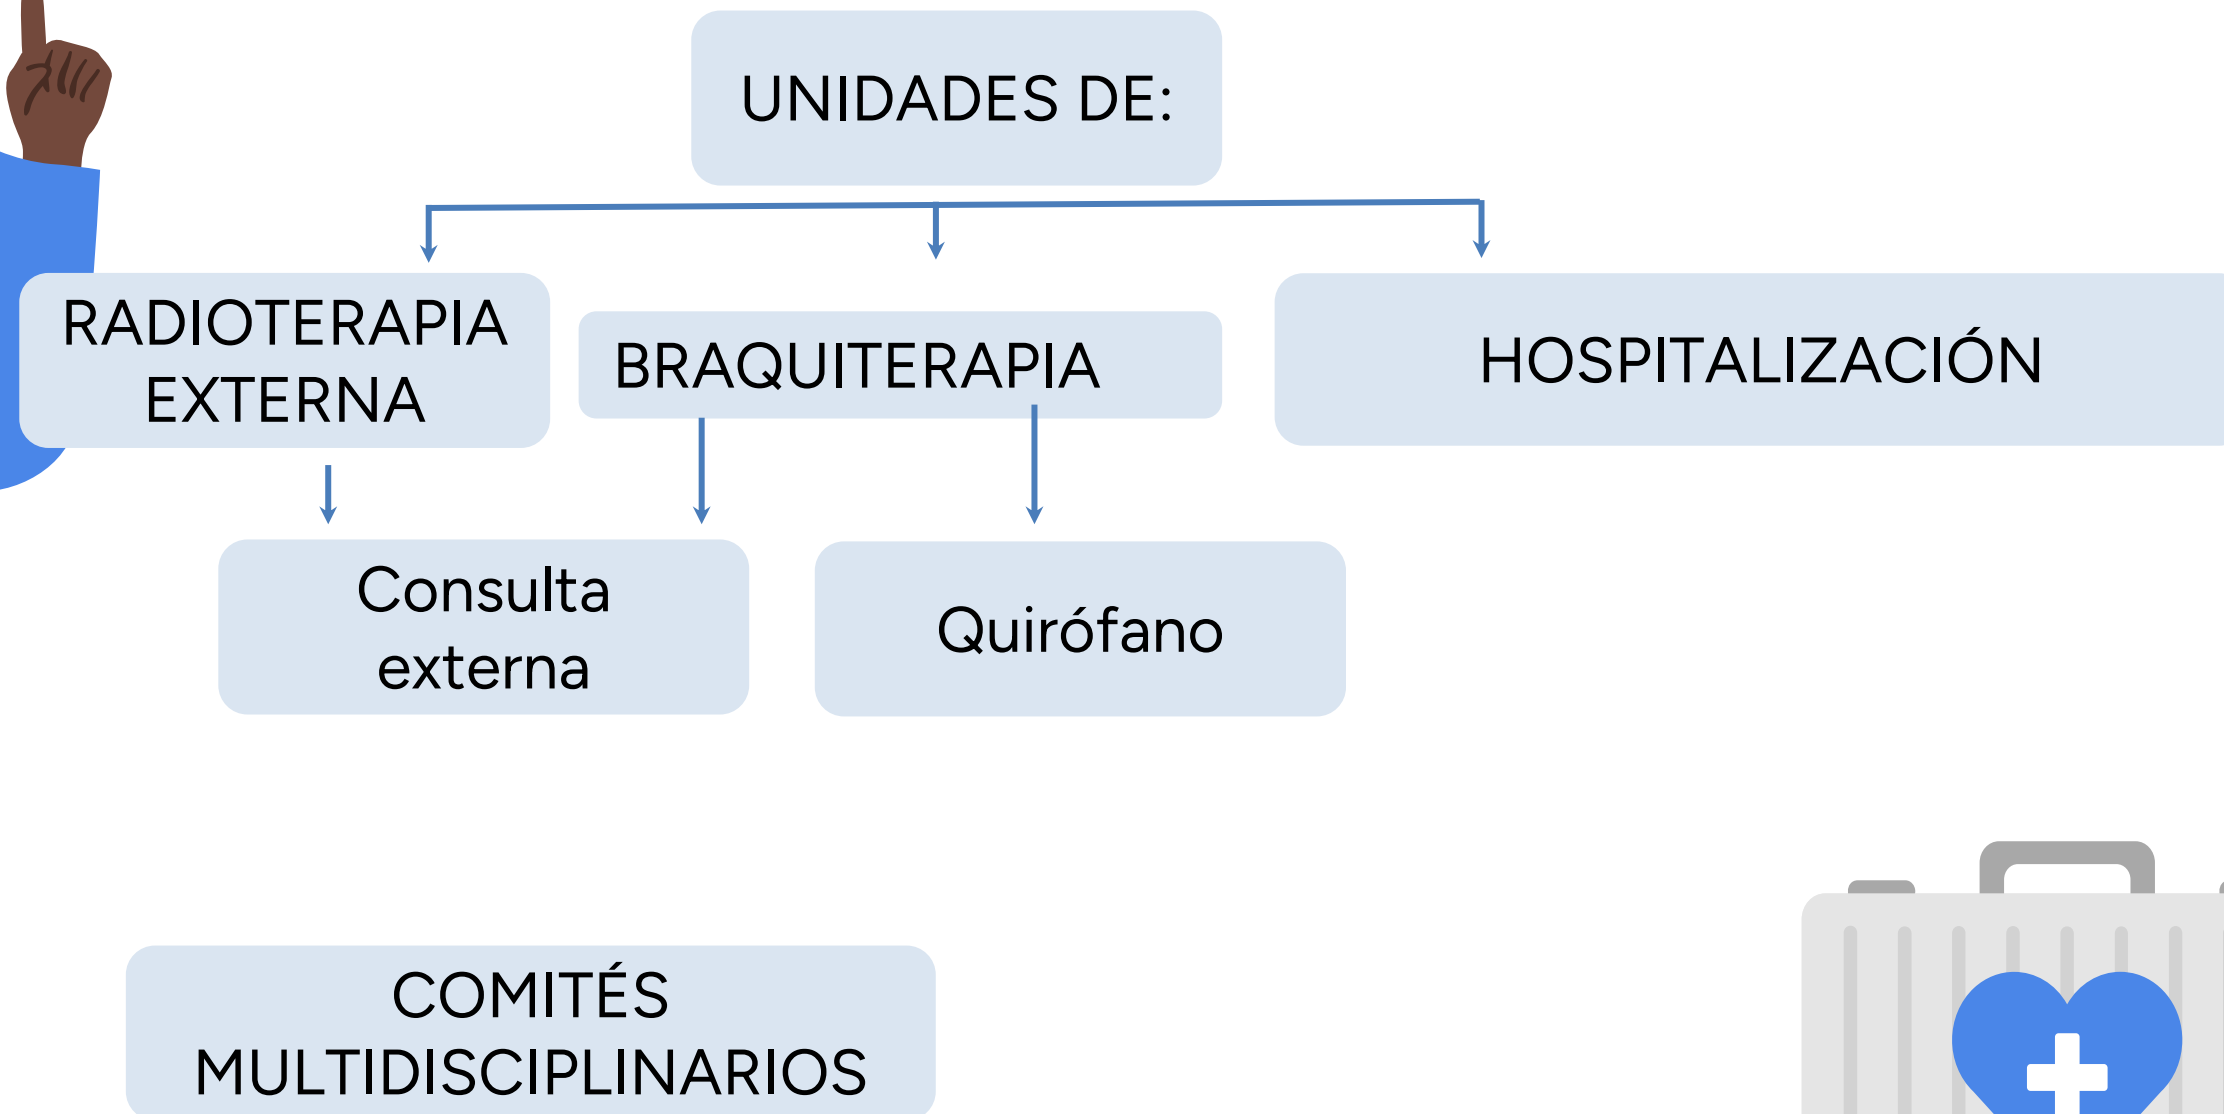 UNIDADES DE:
RADIOTERAPIA
EXTERNA
BRAQUITERAPIA
HOSPITALIZACIÓN
Consulta
externa
Quirófano
COMITÉS
MULTIDISCIPLINARIOS